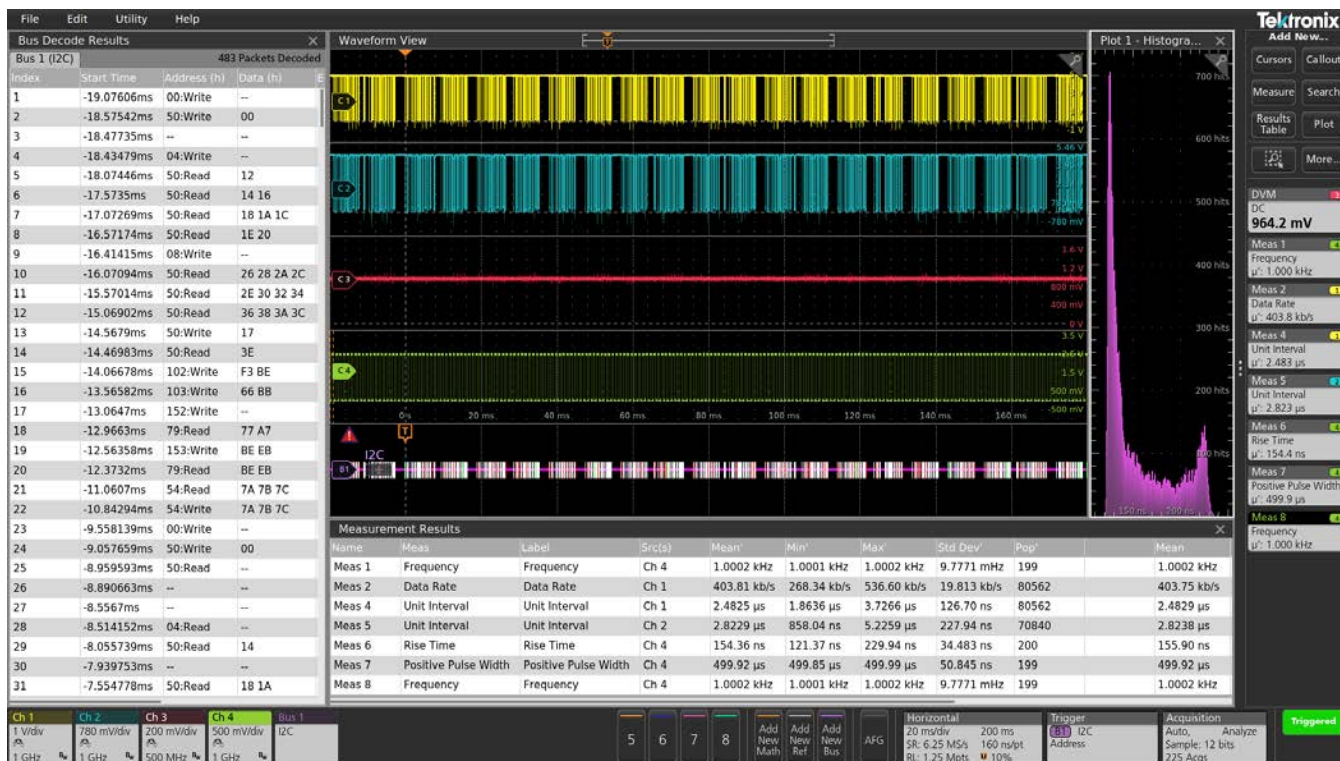 File Edit Utility Help
Tektronix
Add New...
Bus Decode Results
Bus 1 (I2C) 483 Packets Decoded
Index Start Time Address (h) Data (h) E
1 -19.07606ms 00:Write --
2 -18.57542ms 50:Write 00
3 -18.47735ms --
4 -18.43479ms 04:Write --
5 -18.07446ms 50:Read 12
6 -17.5735ms 50:Read 14 16
7 -17.07269ms 50:Read 18 1A 1C
8 -16.57174ms 50:Read 1E 20
9 -16.41415ms 08:Write --
10 -16.07094ms 50:Read 26 28 2A 2C
11 -15.57014ms 50:Read 2E 30 32 34
12 -15.06902ms 50:Read 36 38 3A 3C
13 -14.5679ms 50:Write 17
14 -14.46983ms 50:Read 3E
15 -14.06678ms 102:Write F3 BE
16 -13.56582ms 103:Write 66 BB
17 -13.0647ms 152:Write --
18 -12.9663ms 79:Read 77 A7
19 -12.56358ms 153:Write BE EB
20 -12.3732ms 79:Read BE EB
21 -11.0607ms 54:Read 7A 7B 7C
22 -10.84294ms 54:Write 7A 7B 7C
23 -9.558139ms 00:Write --
24 -9.057659ms 50:Write 00
25 -8.959593ms 50:Read --
26 -8.890663ms -- --
27 -8.5567ms --
28 -8.514152ms 04:Read --
29 -8.055739ms 50:Read 14
30 -7.939753ms -- --
31 -7.554778ms 50:Read 18 1A
Waveform View
T
C1
-1 V
5.46 V
C2
-780 mV
1.6 V
C3
1.2 V
800 mV
400 mV
0 V
3.5 V
C4
1.5 V
500 mV
-500 mV
0 s 20 ms 40 ms 60 ms 80 ms 100 ms 120 ms 140 ms 160 ms
T
I2C
B1
Plot 1 - Histogra...
700 hits
600 hits
500 hits
400 hits
300 hits
200 hits
100 hits
150 ns 200 ns
Measurement Results
Name Meas Label Src(s) Mean' Min' Max' Std Dev' Pop' Mean
Meas 1 Frequency Frequency Ch 4 1.0002 kHz 1.0001 kHz 1.0002 kHz 9.7771 mHz 199 1.0002 kHz
Meas 2 Data Rate Data Rate Ch 1 403.81 kb/s 268.34 kb/s 536.60 kb/s 19.813 kb/s 80562 403.75 kb/s
Meas 4 Unit Interval Unit Interval Ch 1 2.4825 µs 1.8636 µs 3.7266 µs 126.70 ns 80562 2.4829 µs
Meas 5 Unit Interval Unit Interval Ch 2 2.8229 µs 858.04 ns 5.2259 µs 227.94 ns 70840 2.8238 µs
Meas 6 Rise Time Rise Time Ch 4 154.36 ns 121.37 ns 229.94 ns 34.483 ns 200 155.90 ns
Meas 7 Positive Pulse Width Positive Pulse Width Ch 4 499.92 µs 499.85 µs 499.99 µs 50.845 ns 199 499.92 µs
Meas 8 Frequency Frequency Ch 4 1.0002 kHz 1.0001 kHz 1.0002 kHz 9.7771 mHz 199 1.0002 kHz
Cursors Callout
Measure Search
Results Table Plot
More...
DVM
DC
964.2 mV
Meas 1
Frequency
µ': 1.000 kHz
Meas 2
Data Rate
µ': 403.8 kb/s
Meas 4
Unit Interval
µ': 2.483 µs
Meas 5
Unit Interval
µ': 2.823 µs
Meas 6
Rise Time
µ': 154.4 ns
Meas 7
Positive Pulse Width
µ': 499.9 µs
Meas 8
Frequency
µ': 1.000 kHz
Ch 1
1 V/div
1 GHz
Ch 2
780 mV/div
1 GHz
Ch 3
200 mV/div
500 MHz
Ch 4
500 mV/div
1 GHz
Bus 1
I2C
5 6 7 8
Add New Math
Add New Ref
Add New Bus
AFG
Horizontal
20 ms/div 200 ms
SR: 6.25 MS/s 160 ns/pt
RL: 1.25 Mpts 10%
Trigger
B1 I2C
Address
Acquisition
Auto, Analyze
Sample: 12 bits
225 Acqs
Triggered